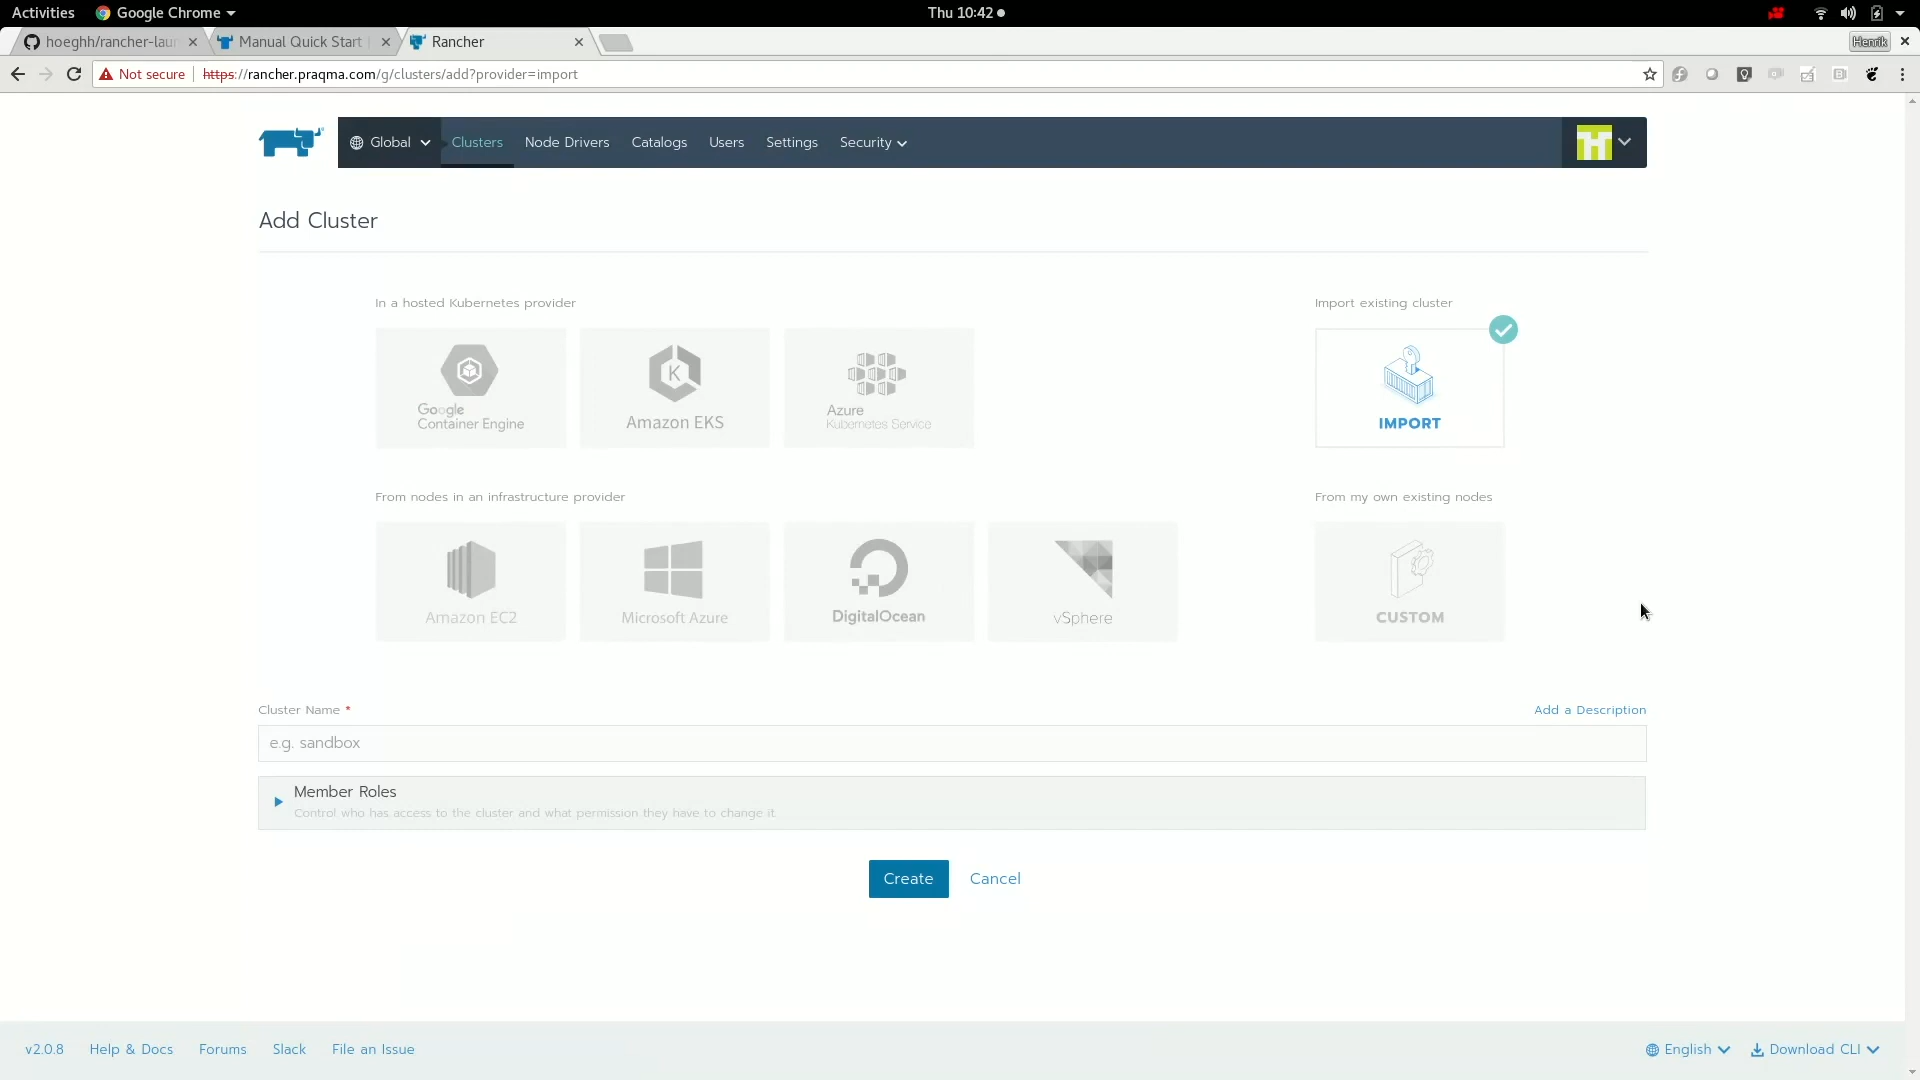 Activities Google Chrome Thu 10:42
hoeghh/rancher-lau Manual Quick Start Rancher Henrik
Not secure https://rancher.praqma.com/g/clusters/add?provider=import
Global Clusters Node Drivers Catalogs Users Settings Security
Add Cluster
In a hosted Kubernetes provider Import existing cluster
Google
Container Engine
Amazon EKS
Azure
Kubernetes Service
IMPORT
From nodes in an infrastructure provider From my own existing nodes
Amazon EC2 Microsoft Azure DigitalOcean vSphere CUSTOM
Cluster Name * Add a Description
e.g. sandbox
Member Roles
Control who has access to the cluster and what permission they have to change it.
Create Cancel
v2.0.8 Help & Docs Forums Slack File an Issue English Download CLI